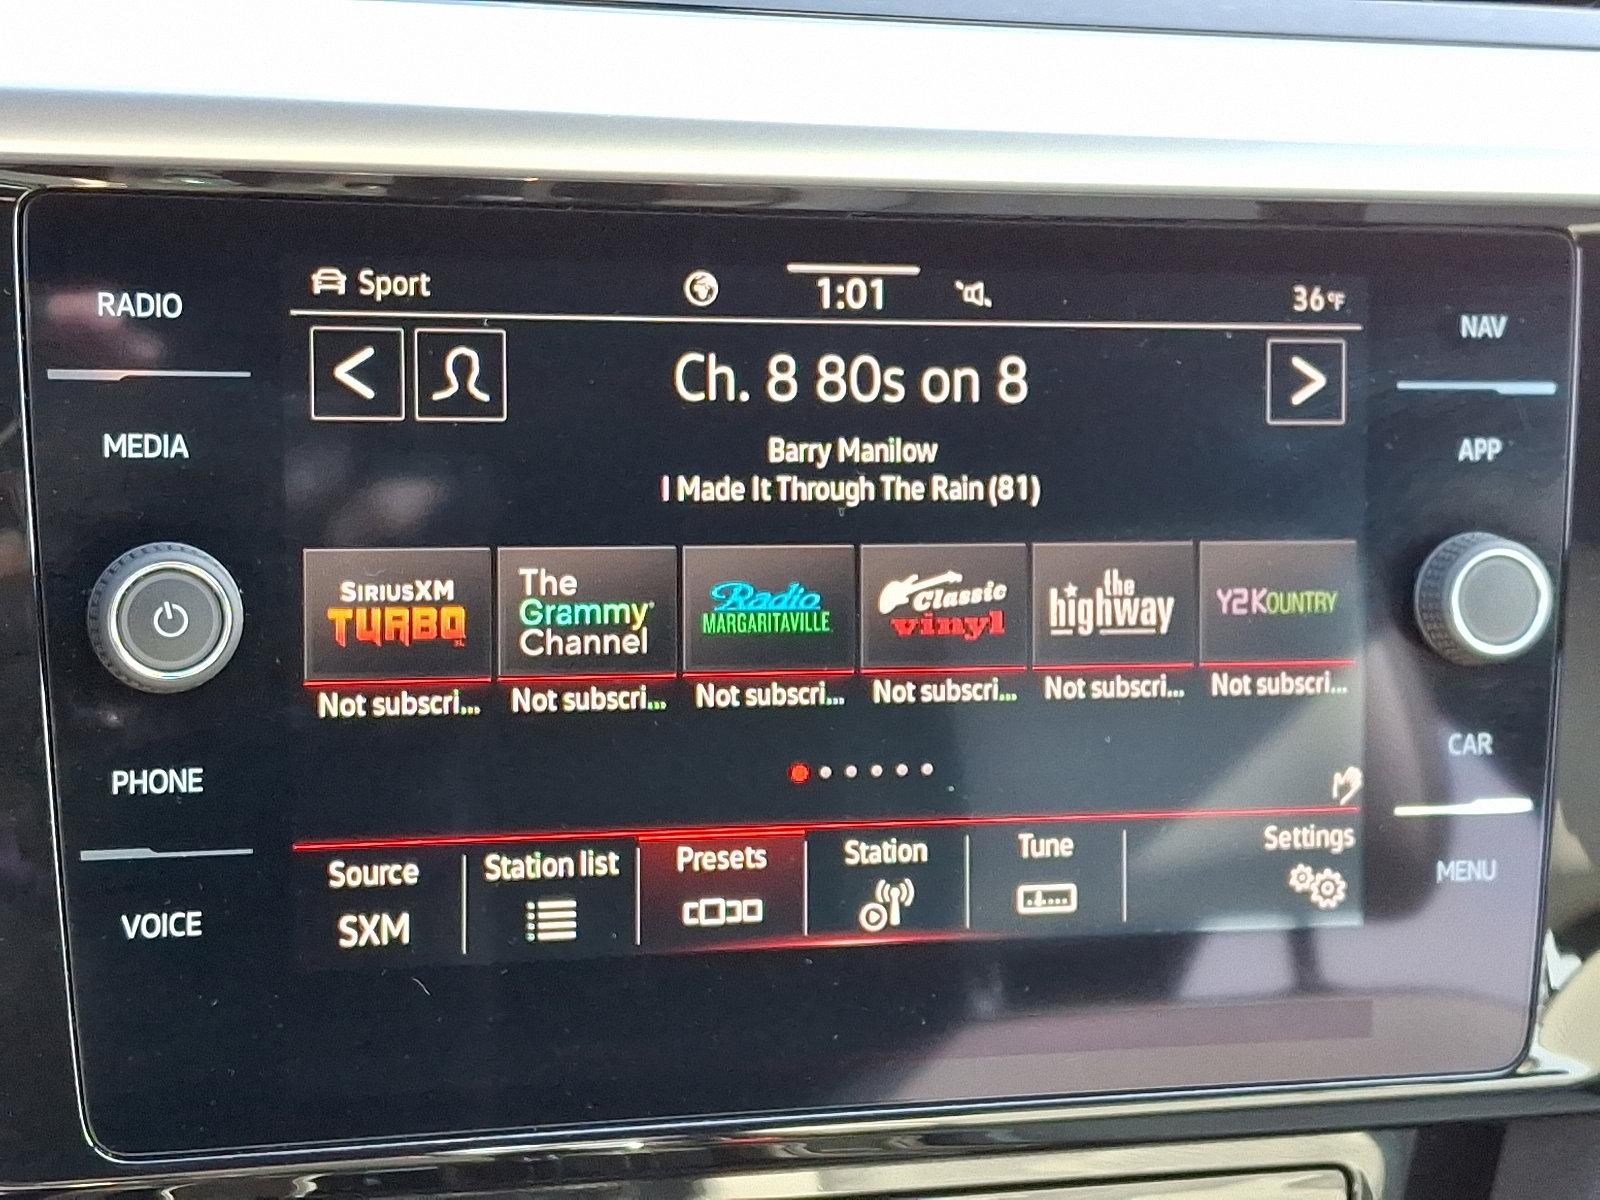 Sport 1:01 36°F
RADIO
NAV
Ch. 8 80s on 8
MEDIA
APP
Barry Manilow
I Made It Through The Rain (81)
SIRIUSXM
TURBO
The
Grammy
Channel
Radio
MARGARITAVILLE
Classic
vinyl
the
highway
Y2KOUNTRY
Not subscri... Not subscri... Not subscri... Not subscri... Not subscri... Not subscri...
PHONE
CAR
Source Station list Presets Station Tune Settings
SXM
VOICE
MENU